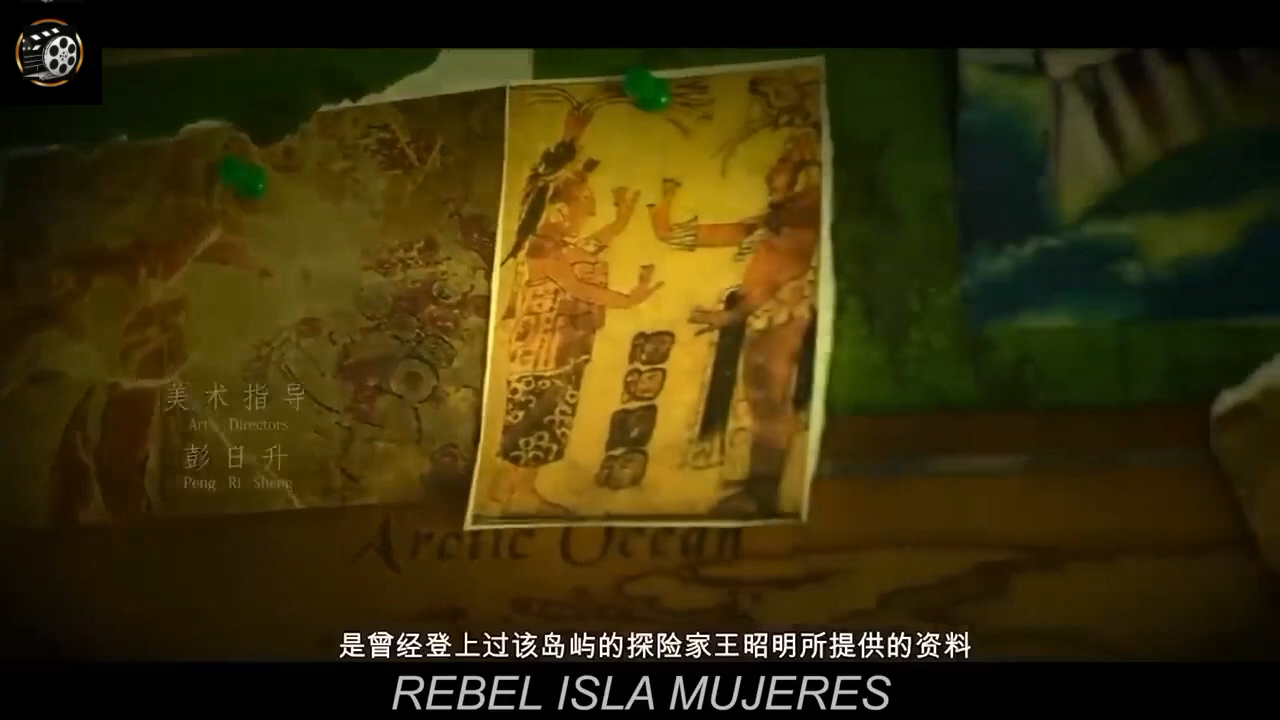 美术指导
Art Directors
彭日升
Peng Ri Sheng
Arctic Ocean
是曾经登上过该岛屿的探险家王昭明所提供的资料
REBEL ISLA MUJERES